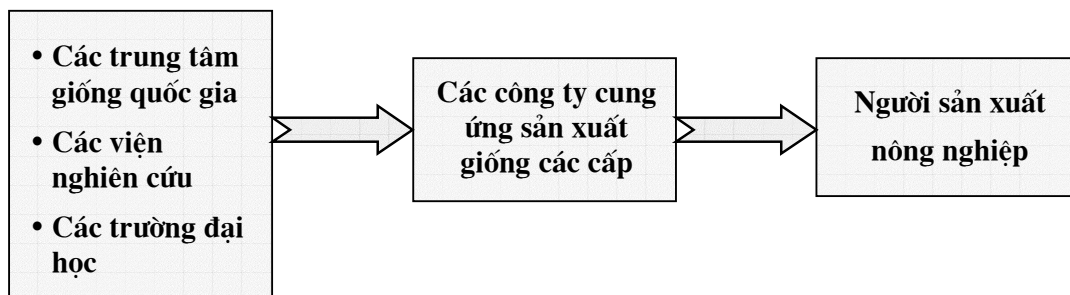 • Các trung tâm
giống quốc gia
• Các viện
nghiên cứu
• Các trường đại
học
Các công ty cung
ứng sản xuất
giống các cấp
Người sản xuất
nông nghiệp